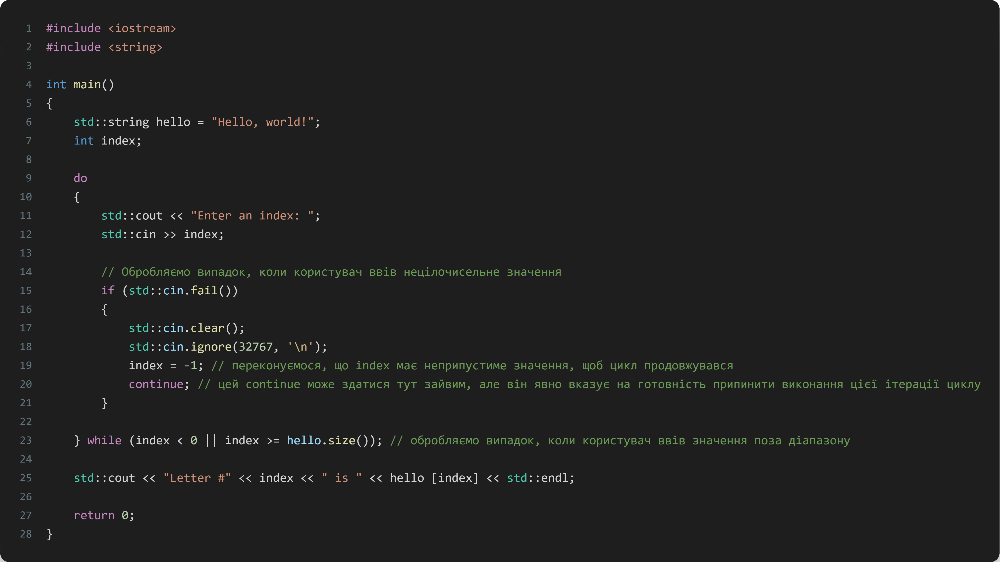 1 #include <iostream>
2 #include <string>
3
4 int main()
5 {
6     std::string hello = "Hello, world!";
7     int index;
8
9     do
10     {
11         std::cout << "Enter an index: ";
12         std::cin >> index;
13
14         // Обробляємо випадок, коли користувач ввів нецілочисельне значення
15         if (std::cin.fail())
16         {
17             std::cin.clear();
18             std::cin.ignore(32767, '\n');
19             index = -1; // переконуємося, що index має неприпустиме значення, щоб цикл продовжувався
20             continue; // цей continue може здатися тут зайвим, але він явно вказує на готовність припинити виконання цієї ітерації циклу
21         }
22
23     } while (index < 0 || index >= hello.size()); // обробляємо випадок, коли користувач ввів значення поза діапазону
24
25     std::cout << "Letter #" << index << " is " << hello [index] << std::endl;
26
27     return 0;
28 }